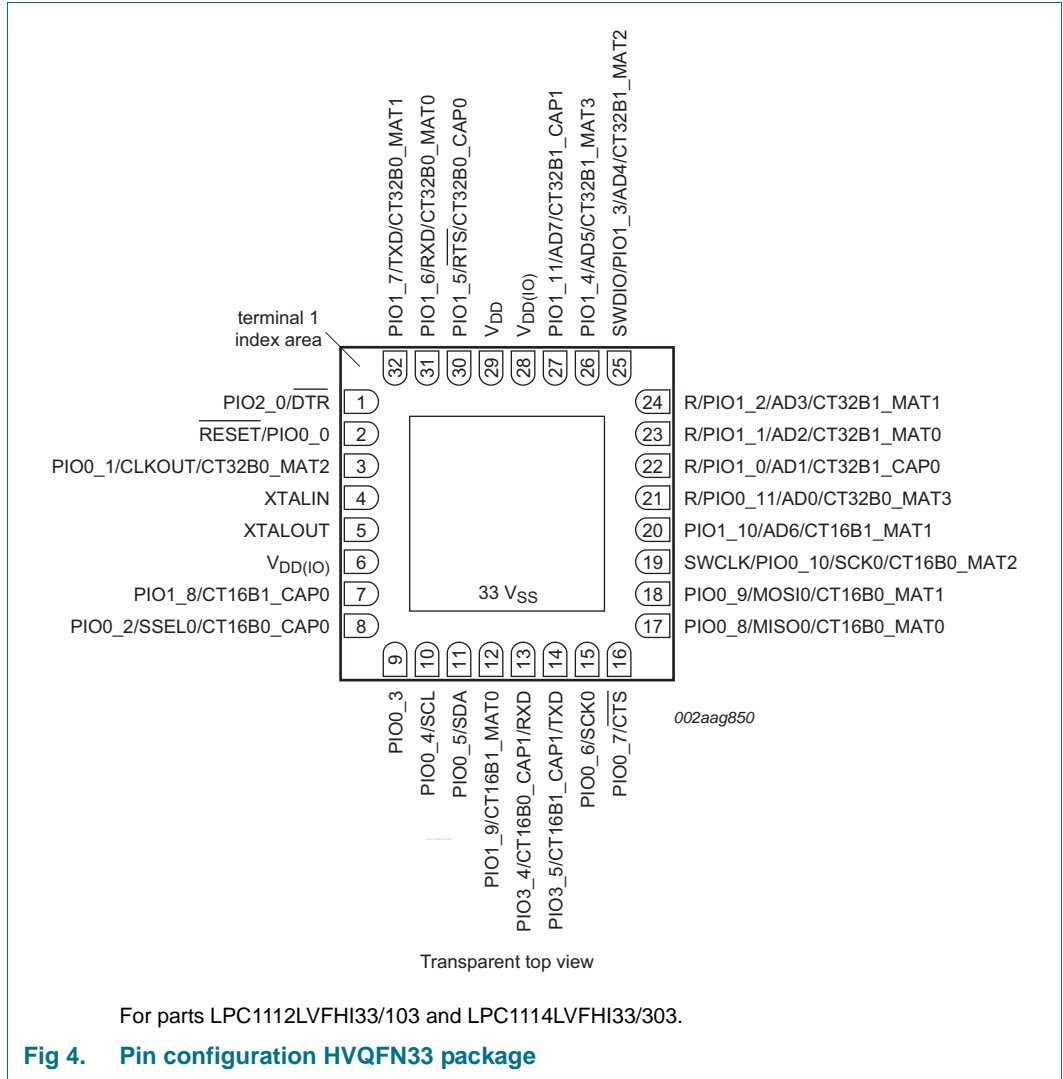 PIO1_7/TXD/CT32B0_MAT1
PIO1_6/RXD/CT32B0_MAT0
PIO1_5/RTS/CT32B0_CAP0
VDD
VDD(IO)
PIO1_11/AD7/CT32B1_CAP1
PIO1_4/AD5/CT32B1_MAT3
SWDIO/PIO1_3/AD4/CT32B1_MAT2
terminal 1
index area
32 31 30 29 28 27 26 25
PIO2_0/DTR 1
RESET/PIO0_0 2
PIO0_1/CLKOUT/CT32B0_MAT2 3
XTALIN 4
XTALOUT 5
VDD(IO) 6
PIO1_8/CT16B1_CAP0 7
PIO0_2/SSEL0/CT16B0_CAP0 8
24 R/PIO1_2/AD3/CT32B1_MAT1
23 R/PIO1_1/AD2/CT32B1_MAT0
22 R/PIO1_0/AD1/CT32B1_CAP0
21 R/PIO0_11/AD0/CT32B0_MAT3
20 PIO1_10/AD6/CT16B1_MAT1
19 SWCLK/PIO0_10/SCK0/CT16B0_MAT2
18 PIO0_9/MOSI0/CT16B0_MAT1
17 PIO0_8/MISO0/CT16B0_MAT0
33 VSS
9 10 11 12 13 14 15 16
PIO0_3
PIO0_4/SCL
PIO0_5/SDA
PIO1_9/CT16B1_MAT0
PIO3_4/CT16B0_CAP1/RXD
PIO3_5/CT16B1_CAP1/TXD
PIO0_6/SCK0
PIO0_7/CTS
002aag850
Transparent top view
For parts LPC1112LVFHI33/103 and LPC1114LVFHI33/303.
Fig 4. Pin configuration HVQFN33 package